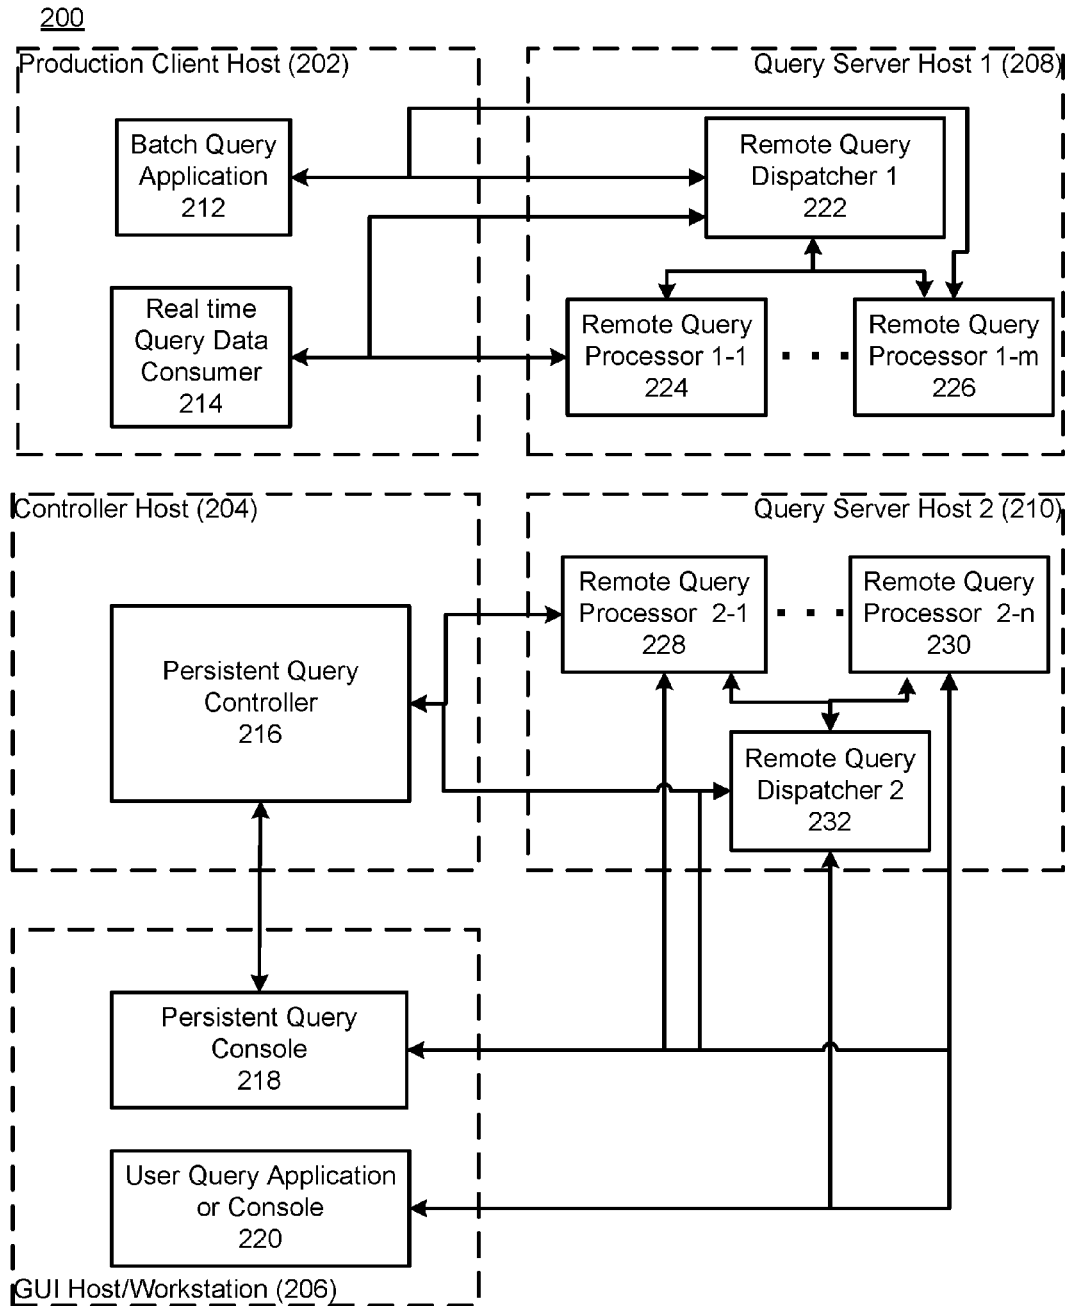 200
Production Client Host (202)
Query Server Host 1 (208)
Batch Query
Application
212
Remote Query
Dispatcher 1
222
Real time
Query Data
Consumer
214
Remote Query
Processor 1-1
224
Remote Query
Processor 1-m
226
Controller Host (204)
Query Server Host 2 (210)
Remote Query
Processor 2-1
228
Remote Query
Processor 2-n
230
Persistent Query
Controller
216
Remote Query
Dispatcher 2
232
Persistent Query
Console
218
User Query Application
or Console
220
GUI Host/Workstation (206)